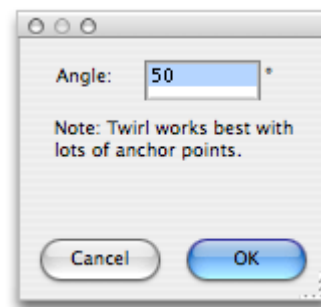 Angle: 50 °
Note: Twirl works best with
lots of anchor points.
Cancel OK